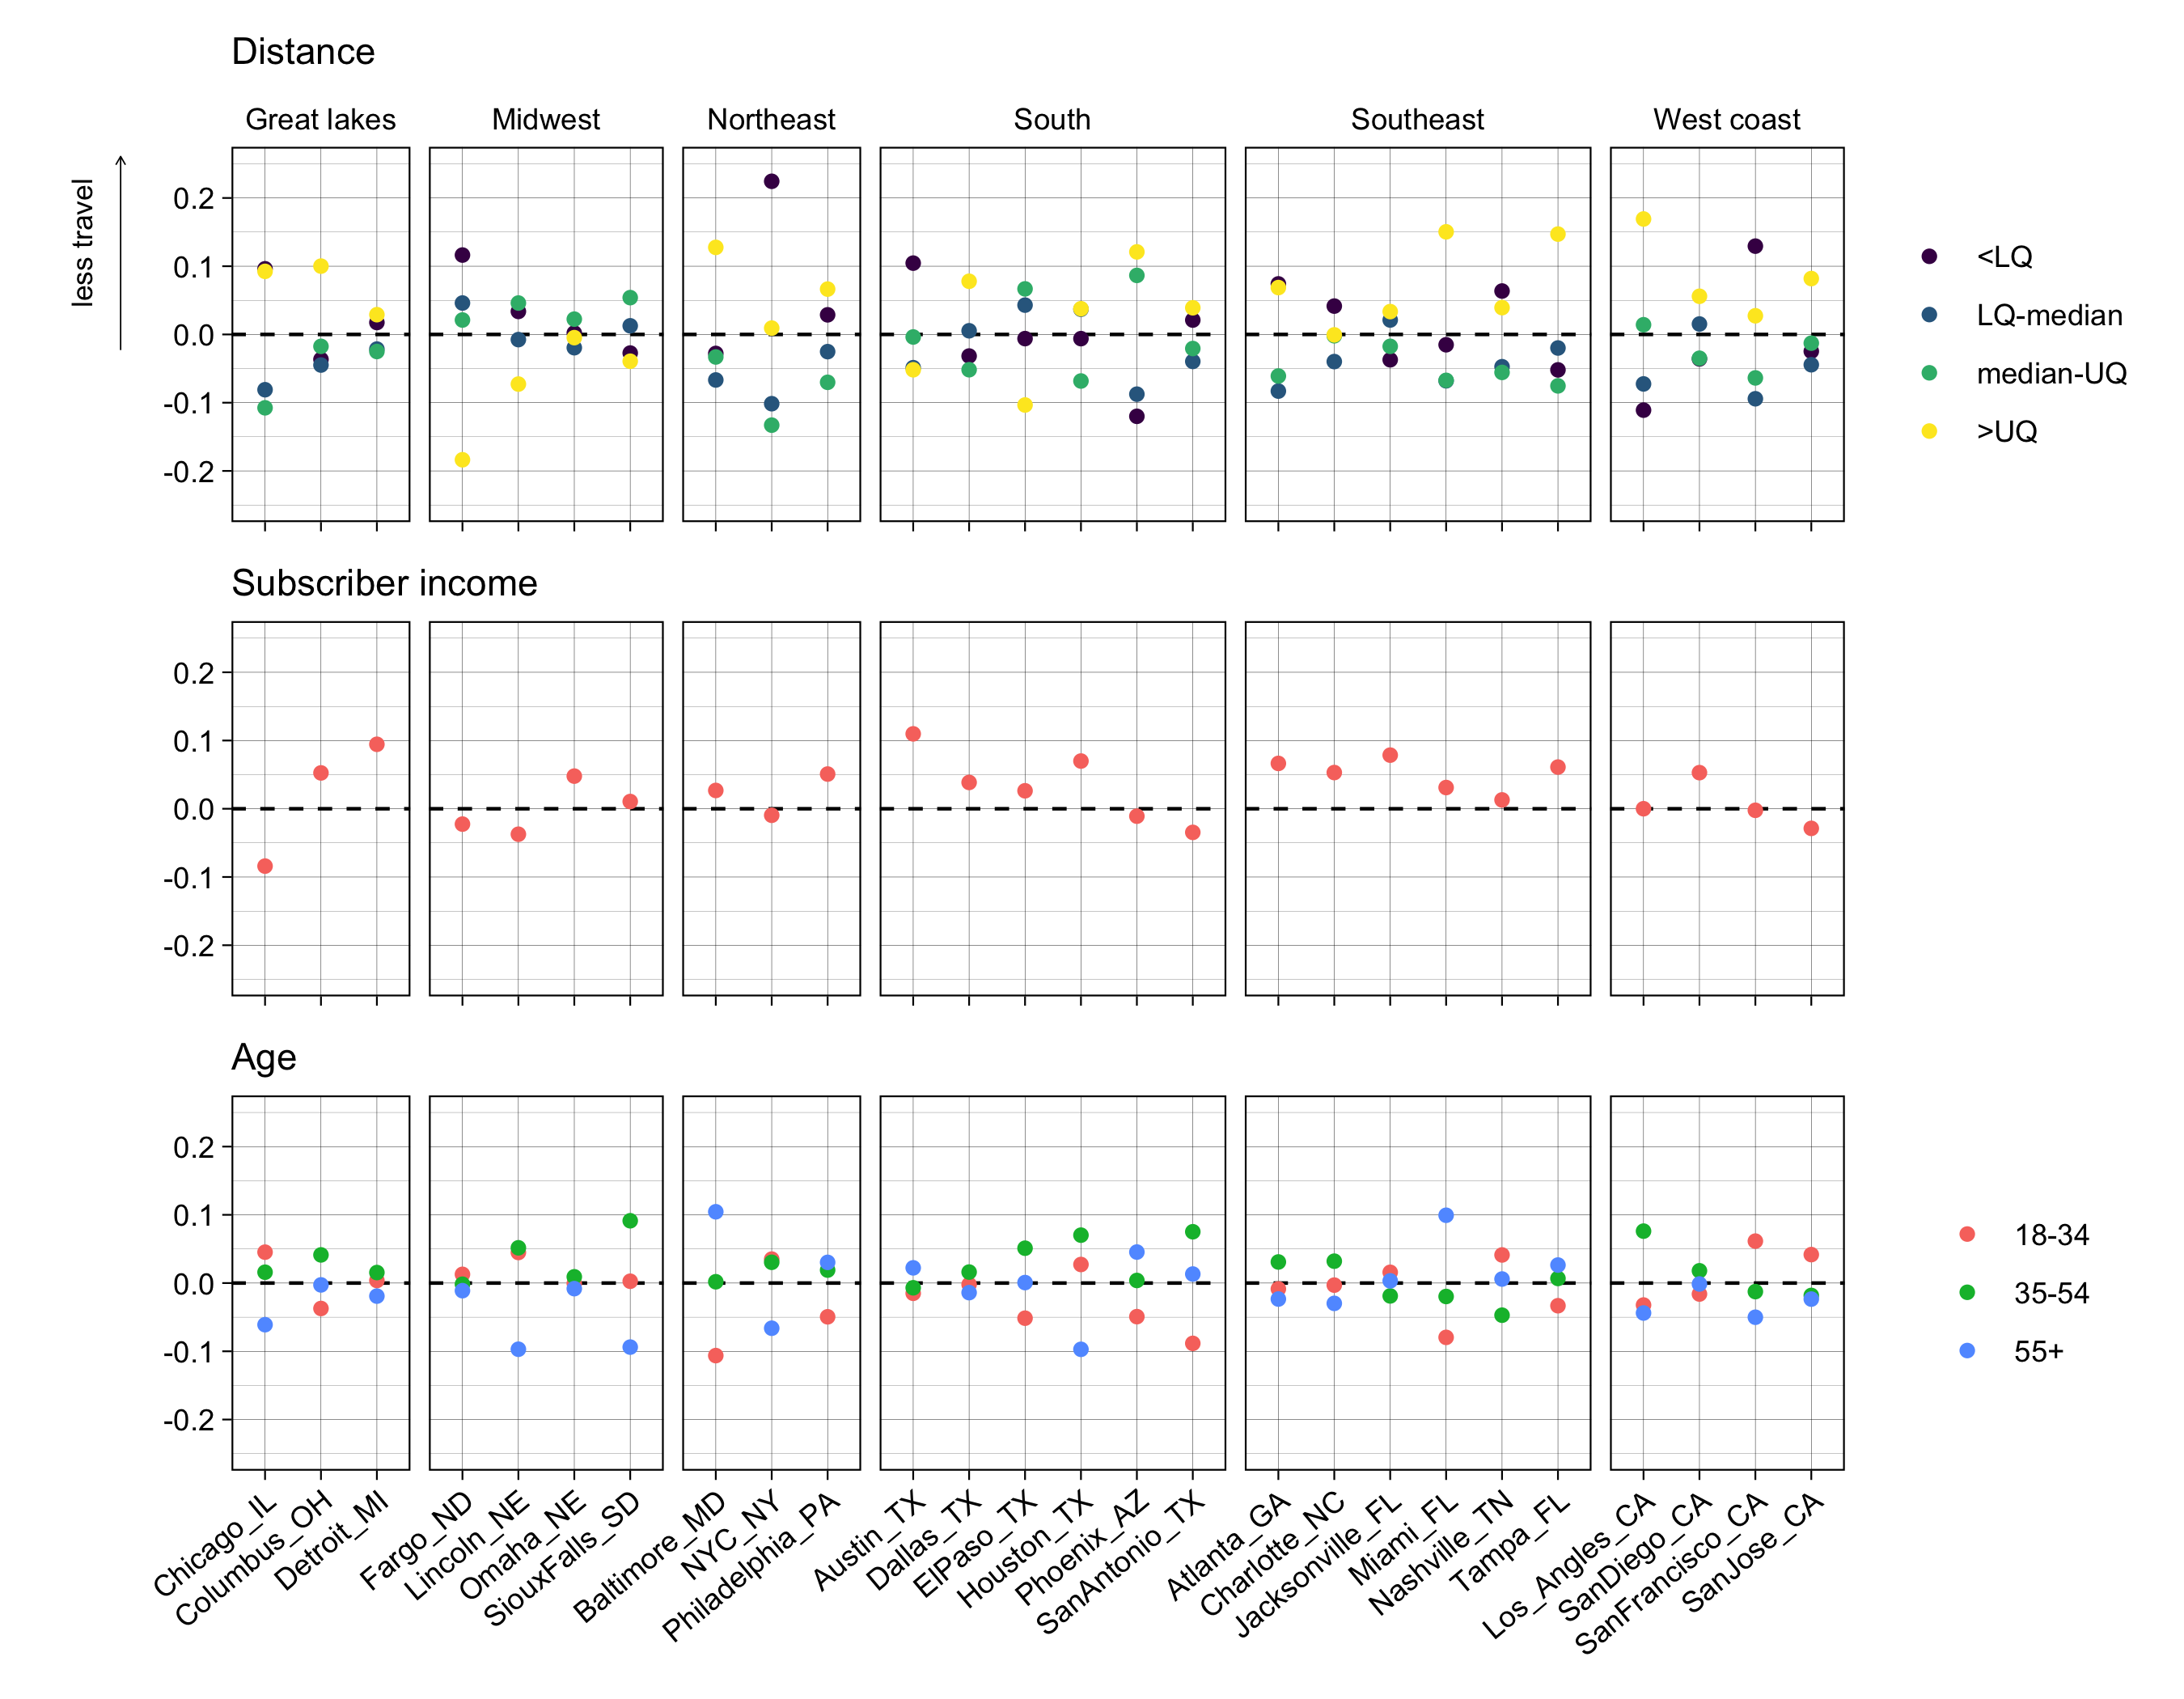 Distance
Great lakes Midwest Northeast South Southeast West coast
less travel
0.2
0.1
0.0
-0.1
-0.2
<LQ
LQ-median
median-UQ
>UQ
Subscriber income
0.2
0.1
0.0
-0.1
-0.2
Age
0.2
0.1
0.0
-0.1
-0.2
18-34
35-54
55+
Chicago_IL
Columbus_OH
Detroit_MI
Fargo_ND
Lincoln_NE
Omaha_NE
SiouxFalls_SD
Baltimore_MD
NYC_NY
Philadelphia_PA
Austin_TX
Dallas_TX
ElPaso_TX
Houston_TX
Phoenix_AZ
SanAntonio_TX
Atlanta_GA
Charlotte_NC
Jacksonville_FL
Miami_FL
Nashville_TN
Tampa_FL
Los_Angles_CA
SanDiego_CA
SanFrancisco_CA
SanJose_CA